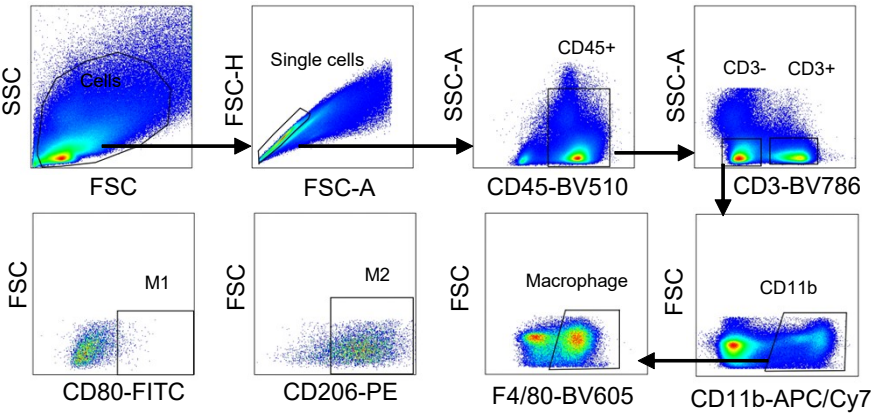 SSC
Cells
FSC
FSC-H
Single cells
FSC-A
SSC-A
CD45+
CD45-BV510
SSC-A
CD3- CD3+
CD3-BV786
FSC
M1
CD80-FITC
FSC
M2
CD206-PE
FSC
Macrophage
F4/80-BV605
FSC
CD11b
CD11b-APC/Cy7